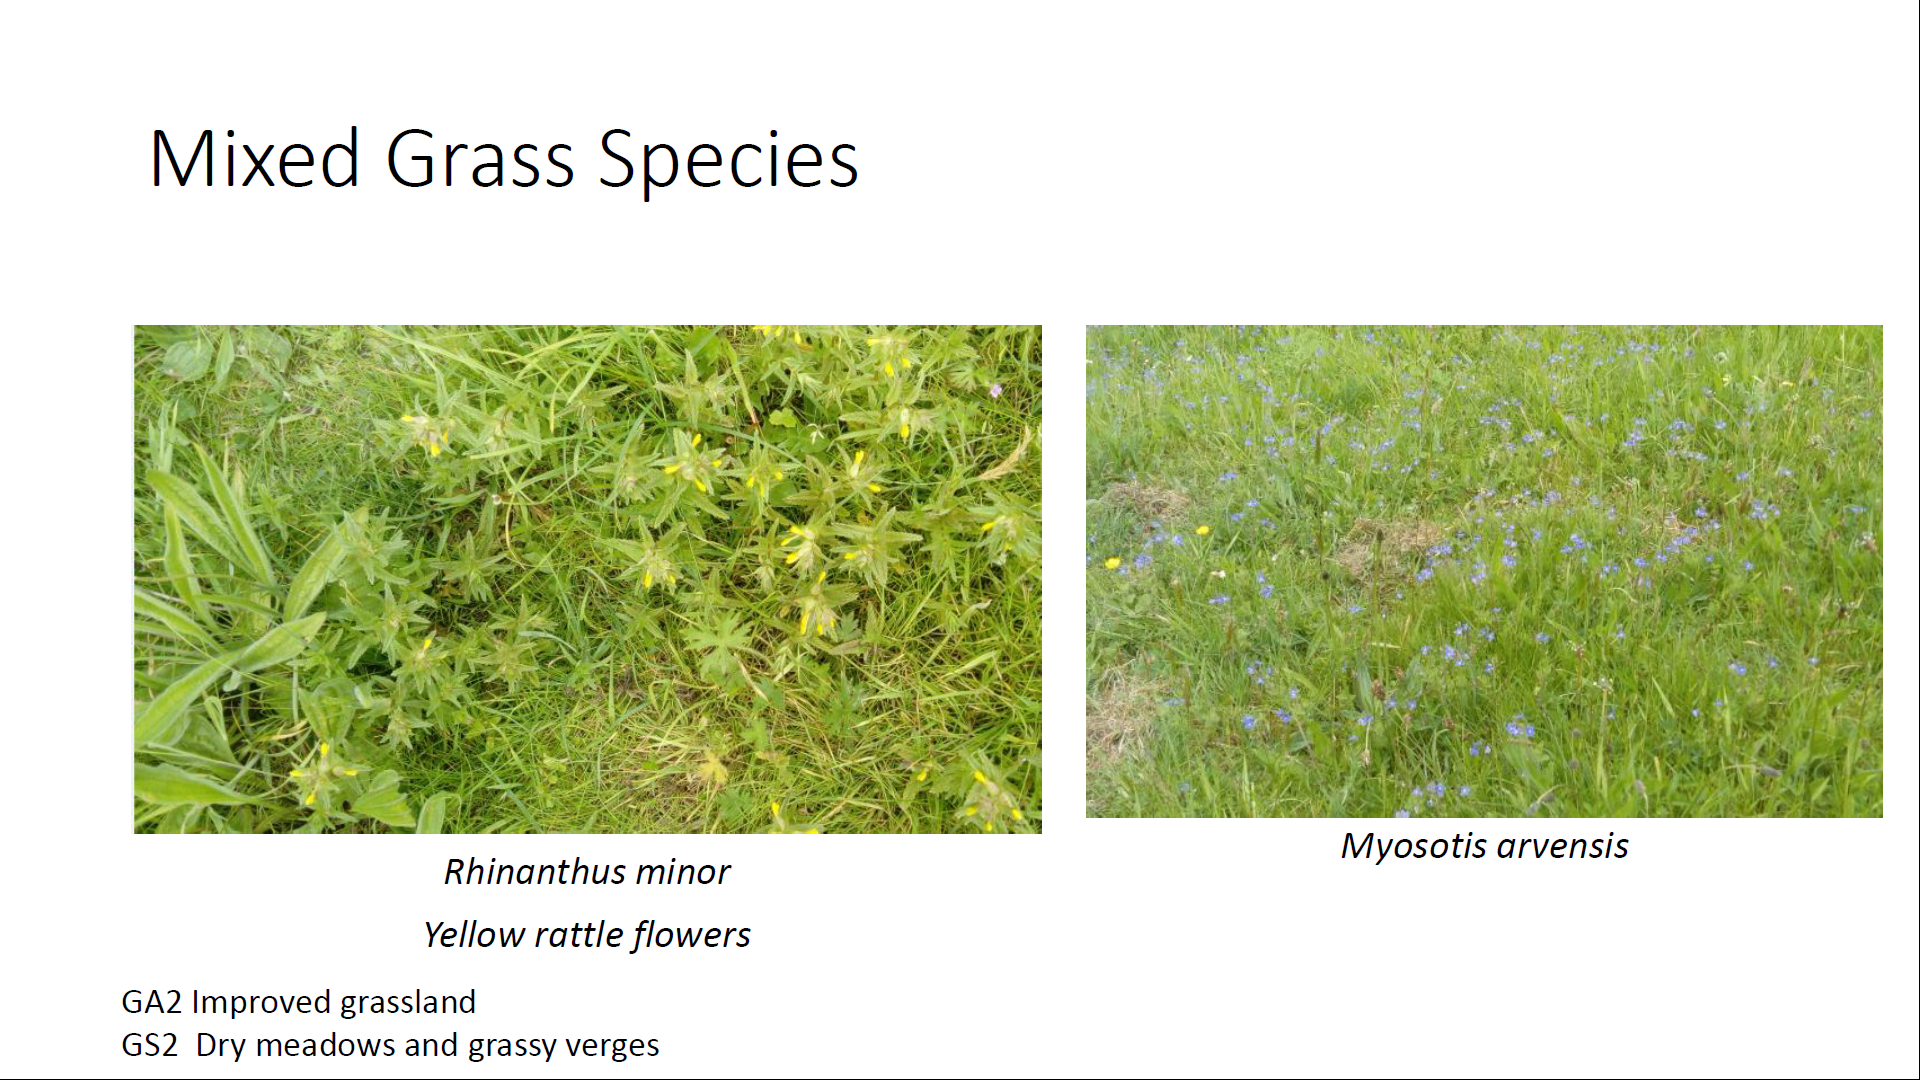 Mixed Grass Species
Rhinanthus minor
Yellow rattle flowers
Myosotis arvensis
GA2 Improved grassland
GS2  Dry meadows and grassy verges